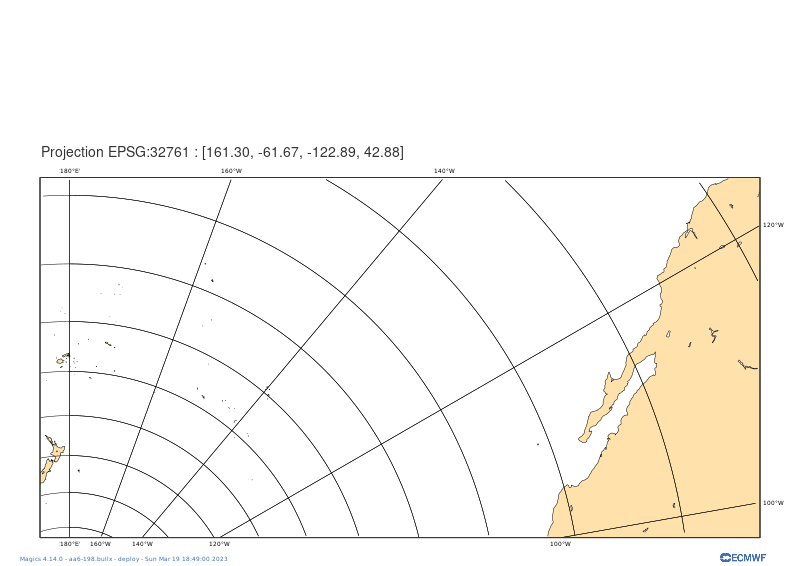 Projection EPSG:32761 : [161.30, -61.67, -122.89, 42.88]
180°E' 160°W 140°W
120°W
100°W
180°E' 160°W 140°W 120°W 100°W
Magics 4.14.0 - aa6-198.bullx - deploy - Sun Mar 19 18:49:00 2023
ECMWF